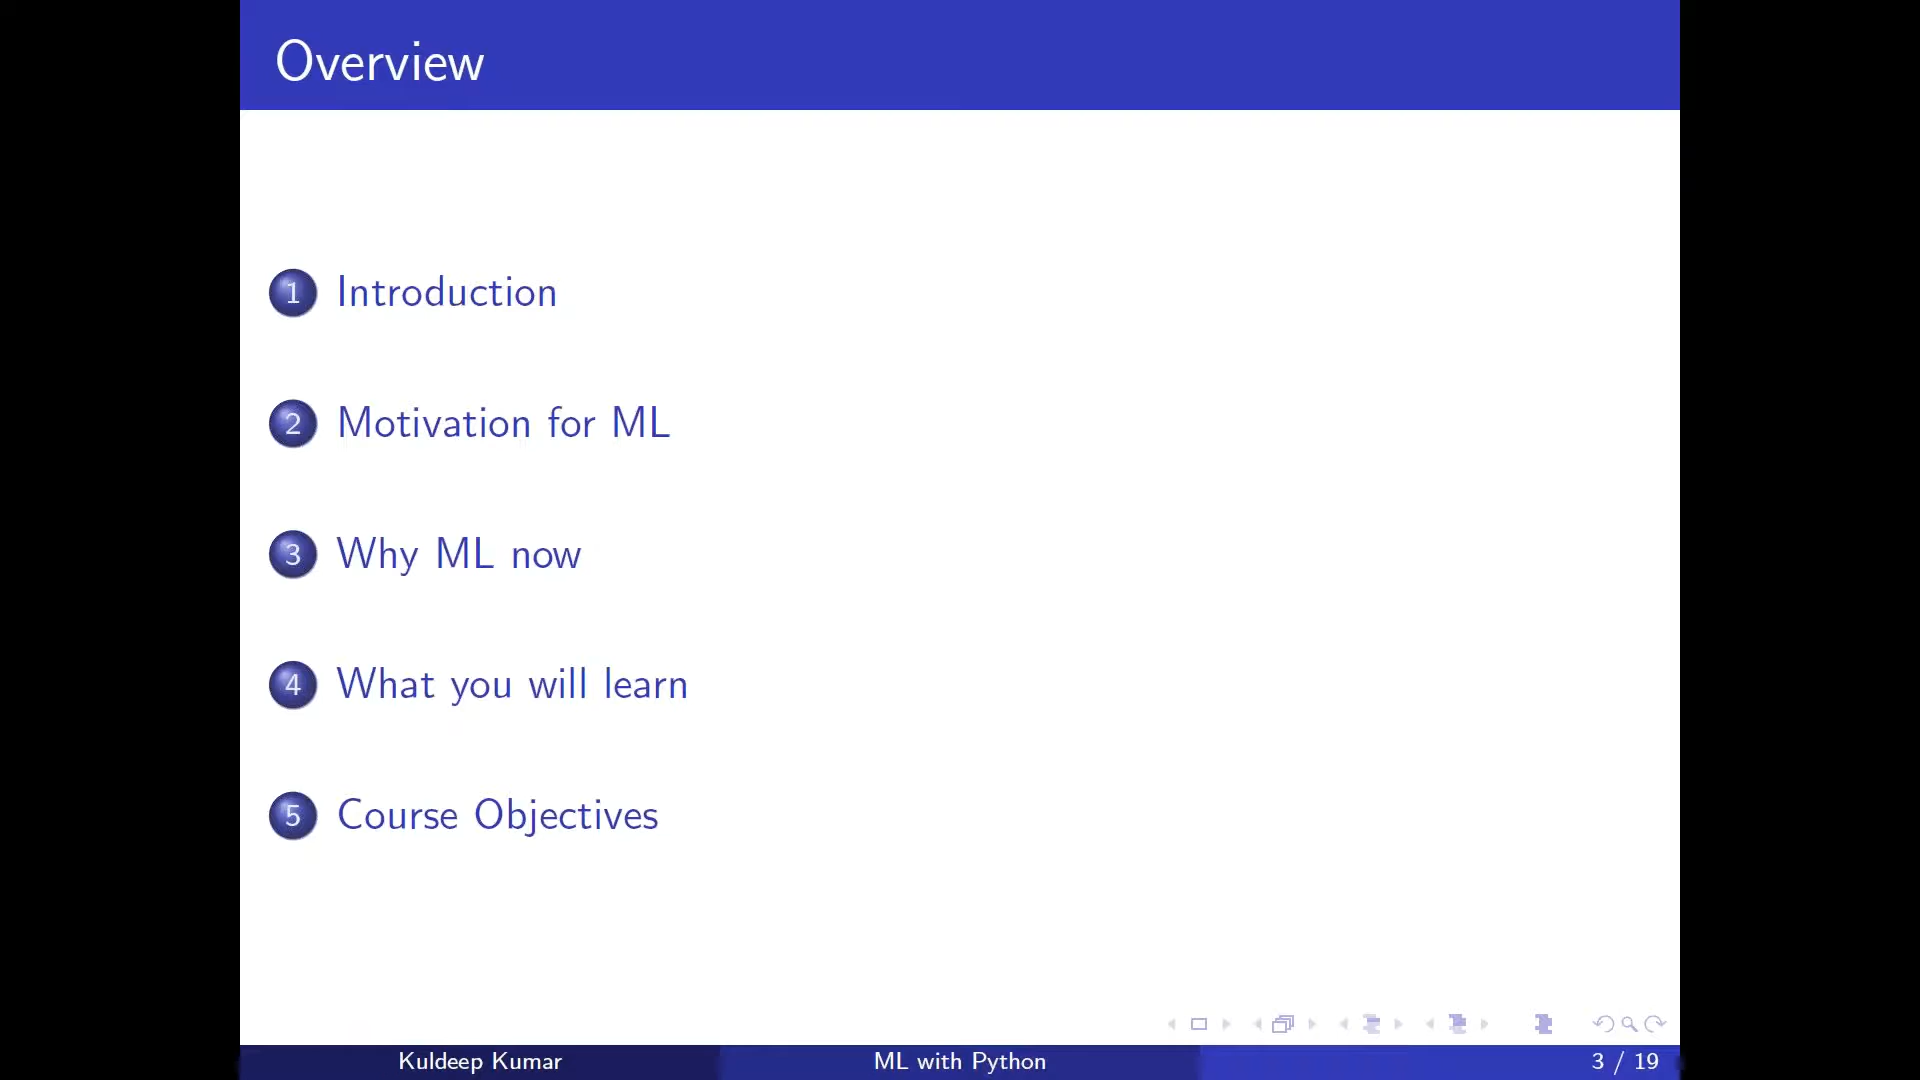 Overview
1 Introduction
2 Motivation for ML
3 Why ML now
4 What you will learn
5 Course Objectives
Kuldeep Kumar ML with Python 3 / 19